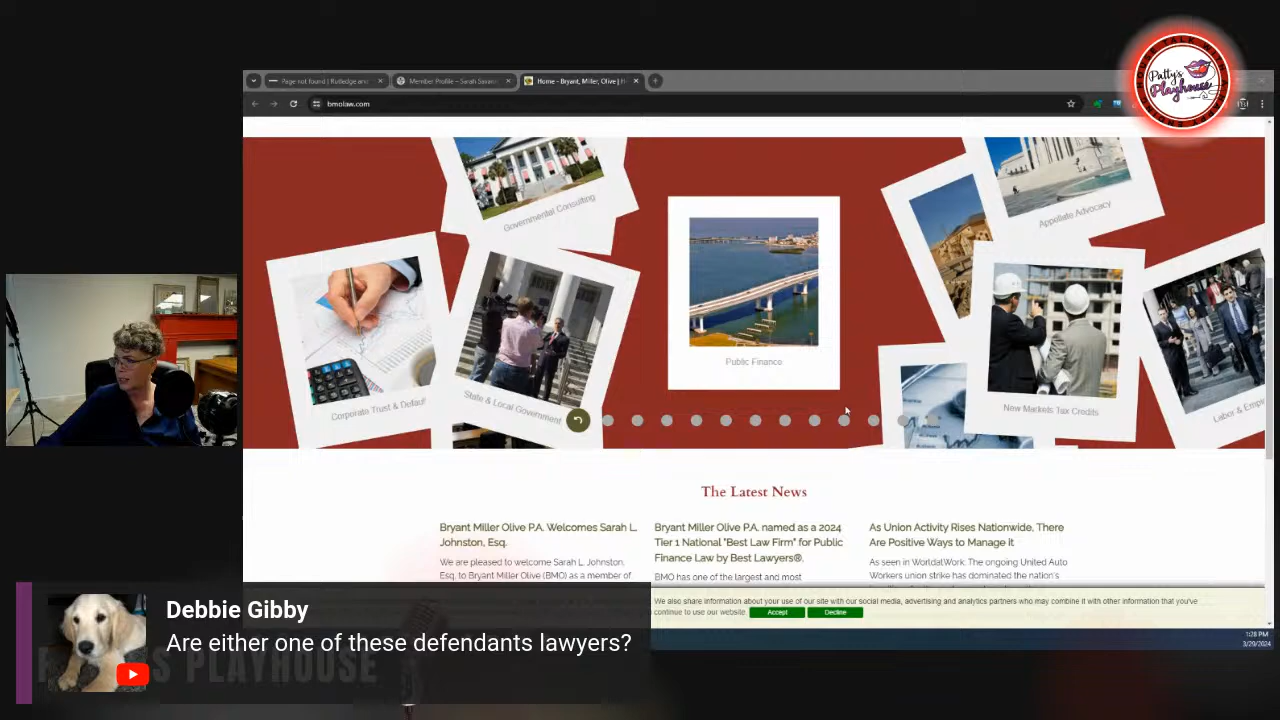 Page not found | Rutledge and
Member Profile – Sarah
Home - Bryant, Miller, Olive |
bmolaw.com
Patty's
Playhouse
Governmental Consulting
Appellate Advocacy
Public Finance
Corporate Trust & Default
State & Local Government
New Markets Tax Credits
Labor &
The Latest News
Bryant Miller Olive P.A. Welcomes Sarah L.
Johnston, Esq.
We are pleased to welcome Sarah L. Johnston,
Esq. to Bryant Miller Olive (BMO) as a member of
Bryant Miller Olive P.A. named as a 2024
Tier 1 National "Best Law Firm" for Public
Finance Law by Best Lawyers®.
BMO has one of the largest and most
As Union Activity Rises Nationwide, There
Are Positive Ways to Manage it
As seen in WorldatWork: The ongoing United Auto
Workers union strike has dominated the nation's
We also share information about your use of our site with our social media, advertising and analytics partners who may combine it with other information that you've
continue to use our website. Accept Decline
1:28 PM
3/29/2024
Debbie Gibby
Are either one of these defendants lawyers?
S PLAYHOUSE